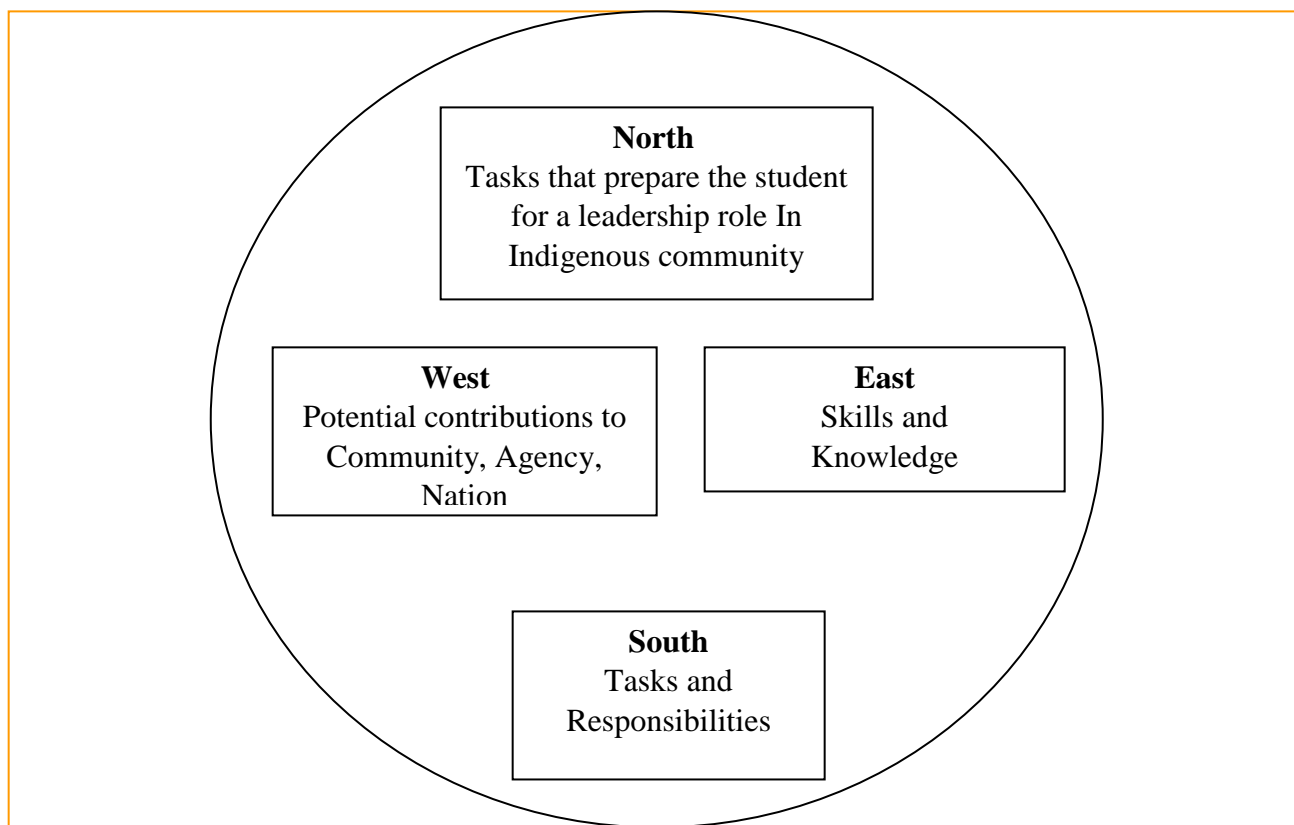 North
Tasks that prepare the student
for a leadership role In
Indigenous community
West
Potential contributions to
Community, Agency,
Nation
East
Skills and
Knowledge
South
Tasks and
Responsibilities